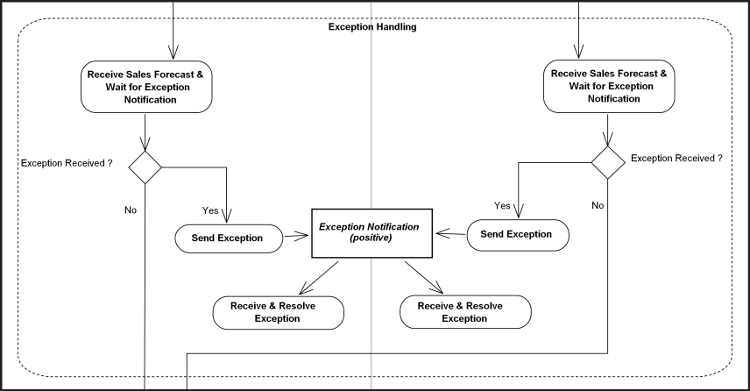 Exception Handling
Receive Sales Forecast &
Wait for Exception
Notification
Receive Sales Forecast &
Wait for Exception
Notification
Exception Received ?
Exception Received ?
No
Yes
Yes
No
Send Exception
Exception Notification
(positive)
Send Exception
Receive & Resolve
Exception
Receive & Resolve
Exception